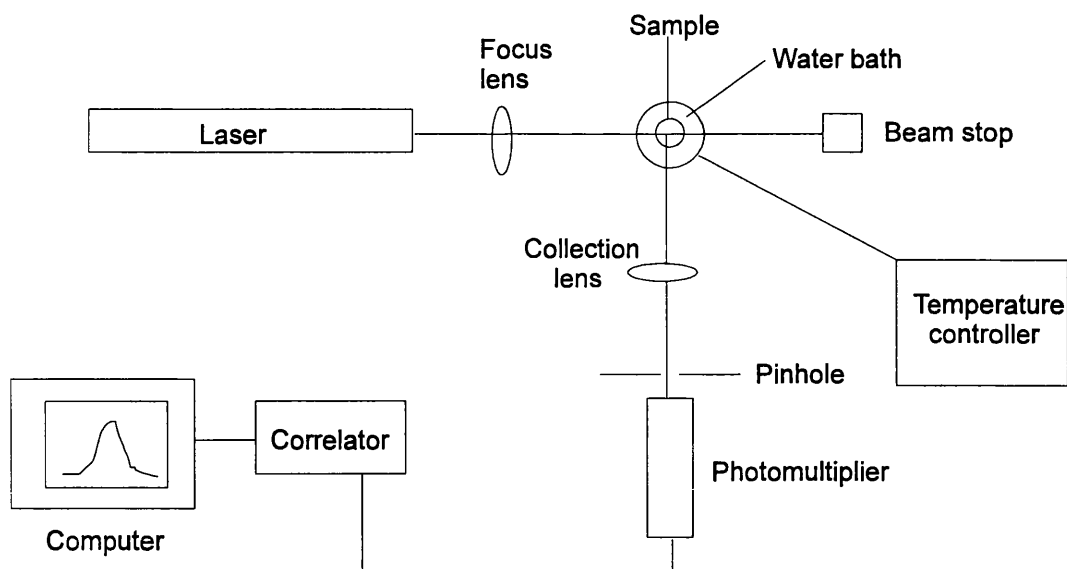 Sample
Focus
lens
Water bath
Laser
Beam stop
Collection
lens
Temperature
controller
Pinhole
Correlator
Photomultiplier
Computer